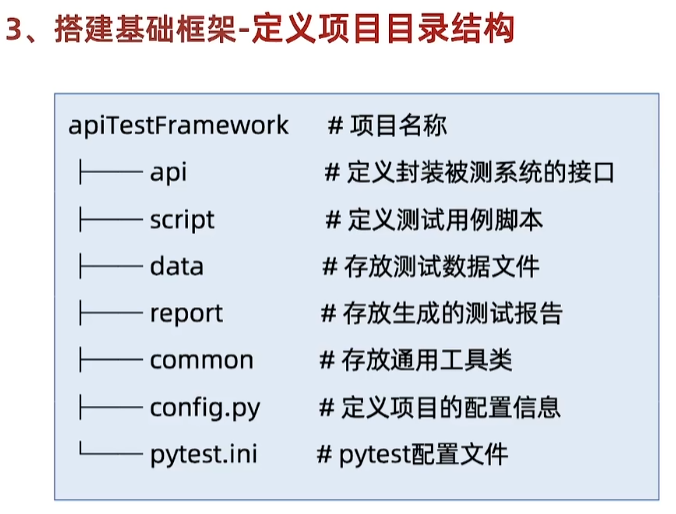 3、搭建基础框架-定义项目目录结构
apiTestFramework # 项目名称
├── api # 定义封装被测系统的接口
├── script # 定义测试用例脚本
├── data # 存放测试数据文件
├── report # 存放生成的测试报告
├── common # 存放通用工具类
├── config.py # 定义项目的配置信息
└── pytest.ini # pytest配置文件